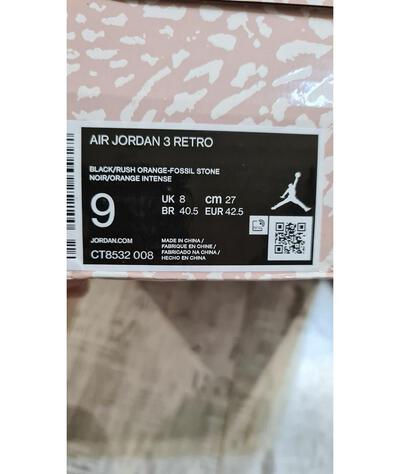 AIR JORDAN 3 RETRO
BLACK/RUSH ORANGE-FOSSIL STONE
NOIR/ORANGE INTENSE
9
UK 8 cm 27
BR 40.5 EUR 42.5
JORDAN.COM
CT8532 008
MADE IN CHINA /
FABRIQUÉ EN CHINE /
FABRICADO NA CHINA /
HECHO EN CHINA